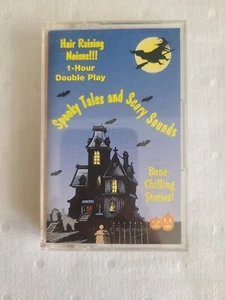 Hair Raising
Noises!!!
1-Hour
Double Play
Spooky Tales and Scary Sounds
Bone-
Chilling
Stories!